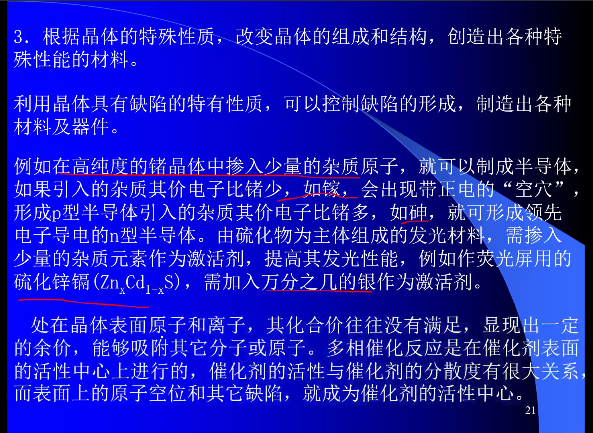 3. 根据晶体的特殊性质，改变晶体的组成和结构，创造出各种特
殊性能的材料。
利用晶体具有缺陷的特有性质，可以控制缺陷的形成，制造出各种
材料及器件。
例如在高纯度的锗晶体中掺入少量的杂质原子，就可以制成半导体，
如果引入的杂质其价电子比锗少，如镓，会出现带正电的“空穴”，
形成p型半导体引入的杂质其价电子比锗多，如砷，就可形成领先
电子导电的n型半导体。由硫化物为主体组成的发光材料，需掺入
少量的杂质元素作为激活剂，提高其发光性能，例如作荧光屏用的
硫化锌镉(ZnxCd1-xS)，需加入万分之几的银作为激活剂。
处在晶体表面原子和离子，其化合价往往没有满足，显现出一定
的余价，能够吸附其它分子或原子。多相催化反应是在催化剂表面
的活性中心上进行的，催化剂的活性与催化剂的分散度有很大关系，
而表面上的原子空位和其它缺陷，就成为催化剂的活性中心。
21